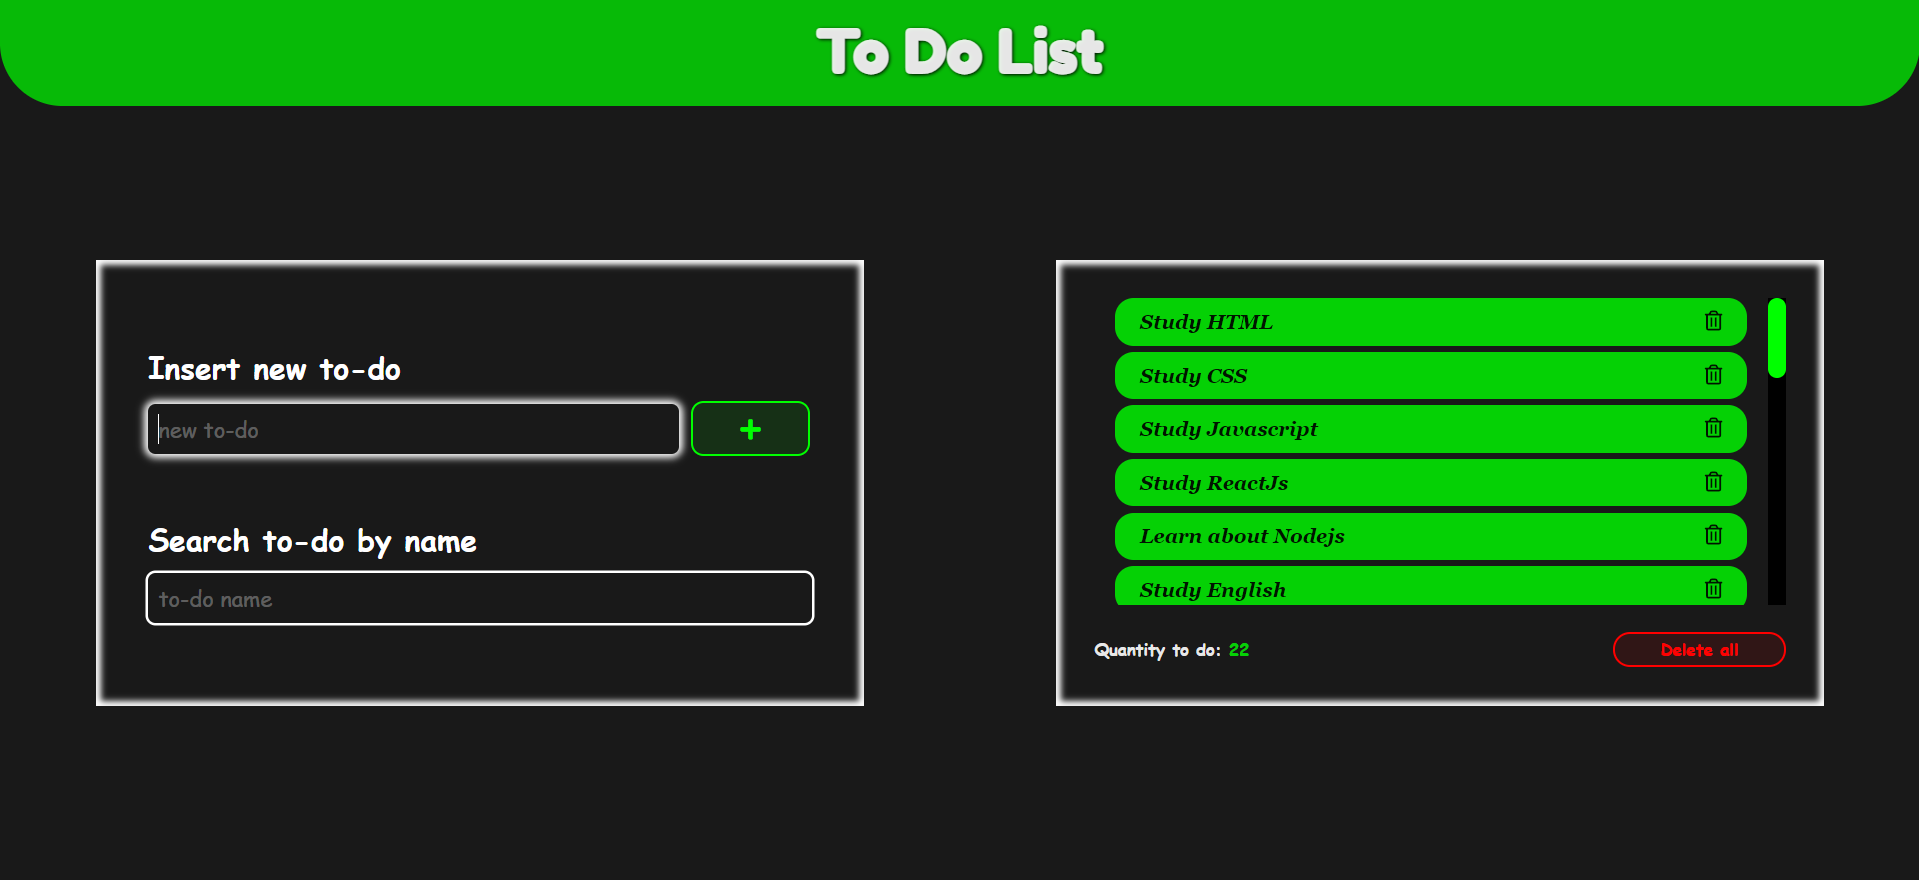 To Do List
Insert new to-do
new to-do
+
Search to-do by name
to-do name
Study HTML
Study CSS
Study Javascript
Study ReactJs
Learn about Nodejs
Study English
Quantity to do: 22
Delete all